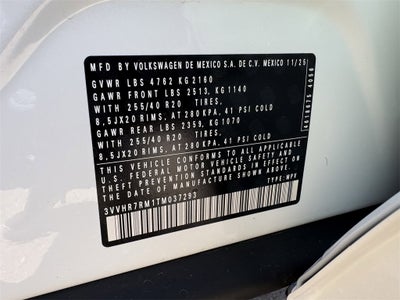 MFD BY VOLKSWAGEN DE MEXICO S.A. DE C.V. MEXICO 11/25
GVWR LBS 4762 KG 2160
GAWR FRONT LBS 2513, KG 1140
WITH 255/40 R20 TIRES,
8,5JX20 RIMS, AT 280 KPA, 41 PSI COLD
GAWR REAR LBS 2359, KG 1070
WITH 255/40 R20 TIRES,
8,5JX20 RIMS, AT 280 KPA, 41 PSI COLD
THIS VEHICLE CONFORMS TO ALL APPLICABLE
U.S. FEDERAL MOTOR VEHICLE SAFETY AND
THEFT PREVENTION STANDARDS IN EFFECT ON THE
DATE OF MANUFACTURE SHOWN ABOVE
3VVHR7RM1TM037293
TYPE: MPV
4618675 4056